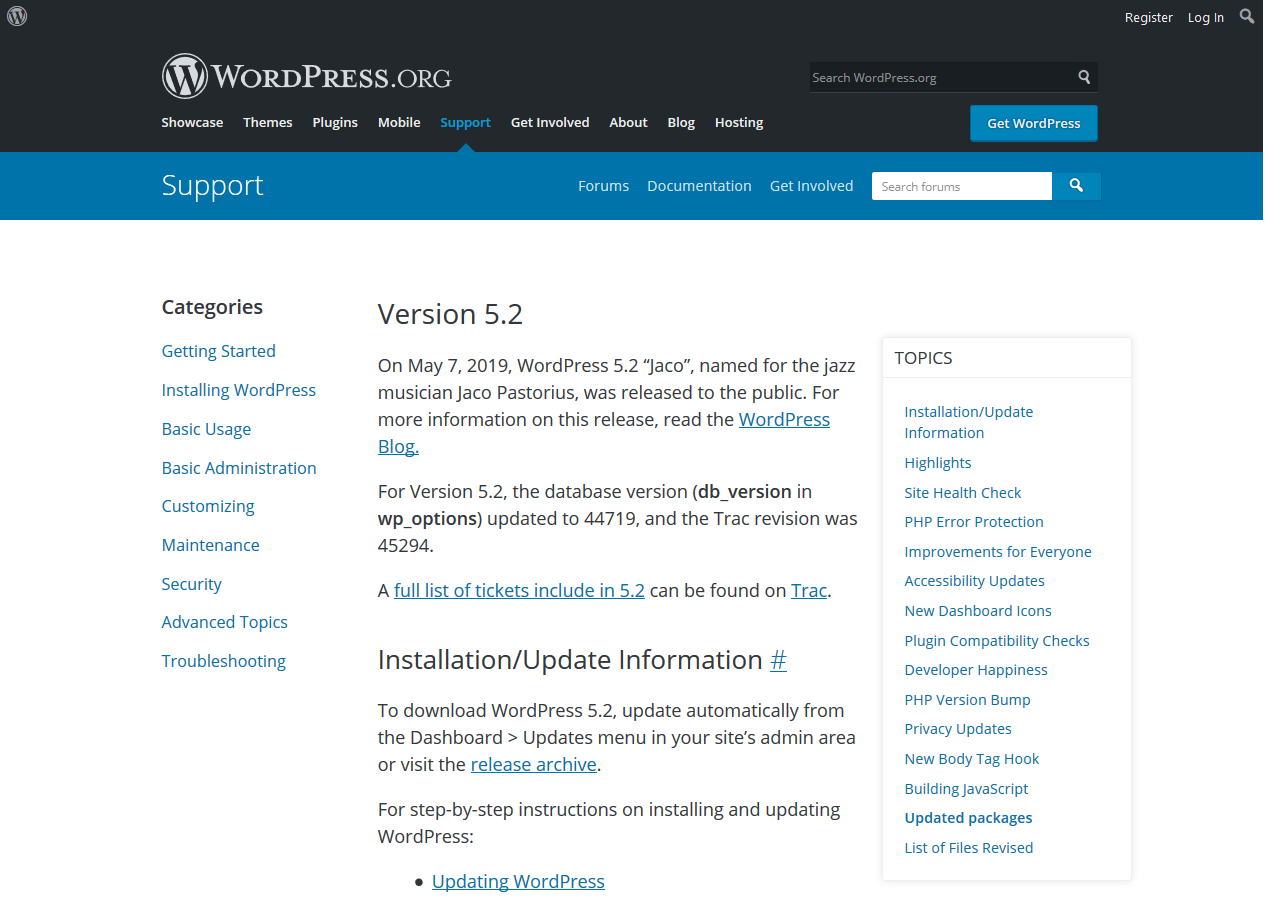 Register Log In
WORDPRESS.ORG
Search WordPress.org
Showcase Themes Plugins Mobile Support Get Involved About Blog Hosting
Get WordPress
Support
Forums Documentation Get Involved
Search forums
Categories
Getting Started
Installing WordPress
Basic Usage
Basic Administration
Customizing
Maintenance
Security
Advanced Topics
Troubleshooting
Version 5.2
On May 7, 2019, WordPress 5.2 “Jaco”, named for the jazz
musician Jaco Pastorius, was released to the public. For
more information on this release, read the WordPress
Blog.
For Version 5.2, the database version (db_version in
wp_options) updated to 44719, and the Trac revision was
45294.
A full list of tickets include in 5.2 can be found on Trac.
Installation/Update Information #
To download WordPress 5.2, update automatically from
the Dashboard > Updates menu in your site’s admin area
or visit the release archive.
For step-by-step instructions on installing and updating
WordPress:
• Updating WordPress
TOPICS
Installation/Update
Information
Highlights
Site Health Check
PHP Error Protection
Improvements for Everyone
Accessibility Updates
New Dashboard Icons
Plugin Compatibility Checks
Developer Happiness
PHP Version Bump
Privacy Updates
New Body Tag Hook
Building JavaScript
Updated packages
List of Files Revised